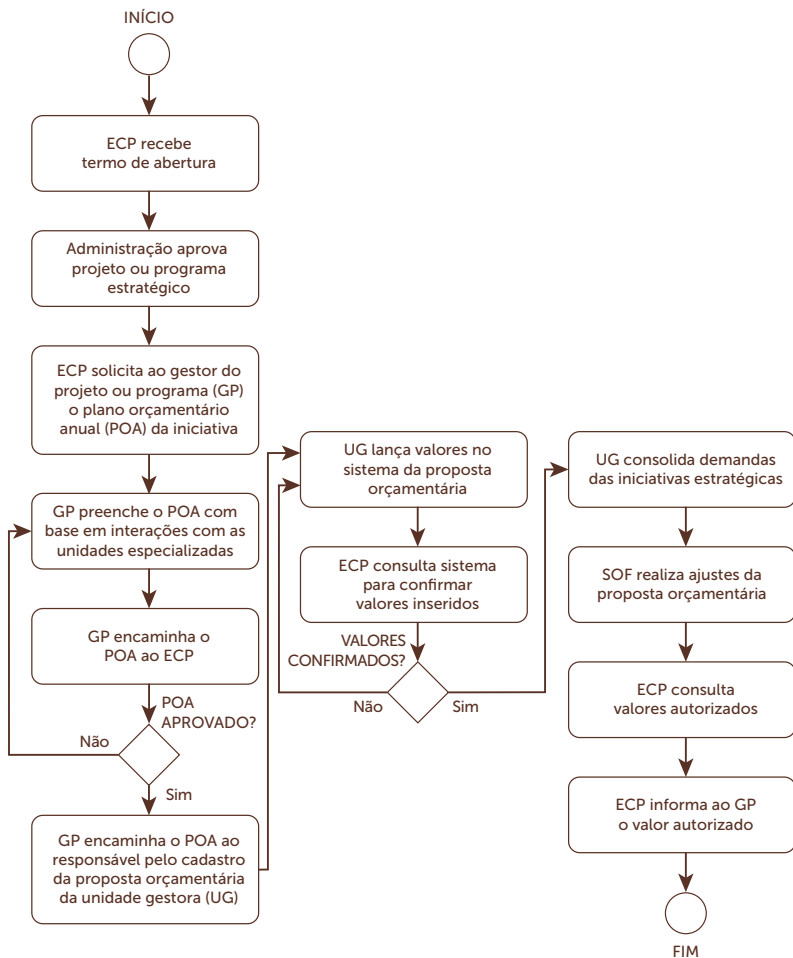 INÍCIO
ECP recebe
termo de abertura
Administração aprova
projeto ou programa
estratégico
ECP solicita ao gestor do
projeto ou programa (GP)
o plano orçamentário
anual (POA) da iniciativa
GP preenche o POA com
base em interações com as
unidades especializadas
GP encaminha o
POA ao ECP
POA
APROVADO?
Não
Sim
GP encaminha o POA ao
responsável pelo cadastro
da proposta orçamentária
da unidade gestora (UG)
UG lança valores no
sistema da proposta
orçamentária
ECP consulta sistema
para confirmar
valores inseridos
VALORES
CONFIRMADOS?
Não
Sim
UG consolida demandas
das iniciativas estratégicas
SOF realiza ajustes da
proposta orçamentária
ECP consulta
valores autorizados
ECP informa ao GP
o valor autorizado
FIM